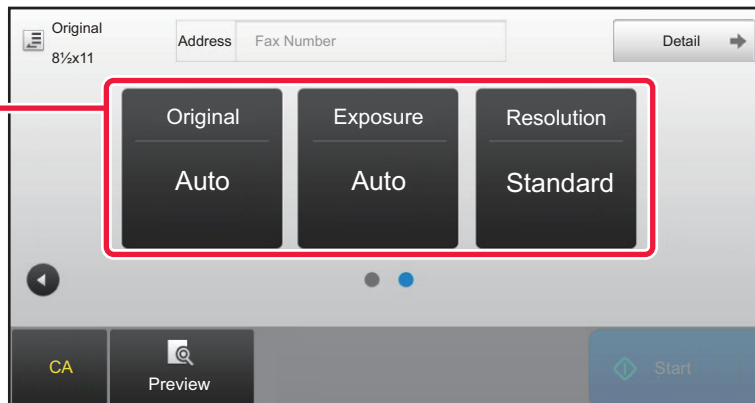 Original
8½x11
Address Fax Number
Detail
Original Exposure Resolution
Auto Auto Standard
CA
Preview
Start